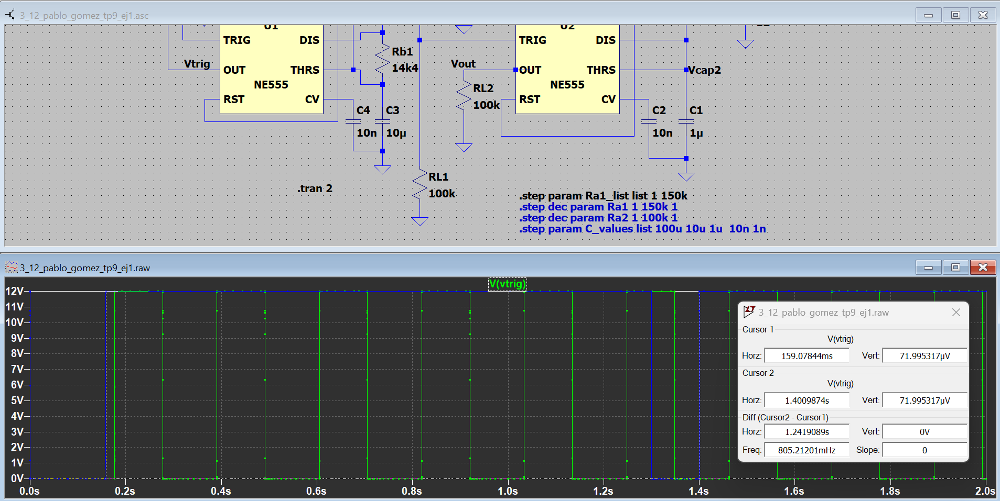 3_12_pablo_gomez_tp9_ej1.asc
U1
U2
TRIG
DIS
TRIG
DIS
Rb1
14k4
Vtrig
OUT
THRS
Vout
OUT
THRS
Vcap2
NE555
RL2
NE555
RST
CV
100k
RST
CV
C4
C3
C2
C1
10n
10µ
10n
1µ
.tran 2
RL1
100k
.step param Ra1_list list 1 150k
.step dec param Ra1 1 150k 1
.step dec param Ra2 1 100k 1
.step param C_values list 100u 10u 1u  10n 1n
3_12_pablo_gomez_tp9_ej1.raw
V(vtrig)
12V
11V
10V
9V
8V
7V
6V
5V
4V
3V
2V
1V
0V
0.0s
0.2s
0.4s
0.6s
0.8s
1.0s
1.2s
1.4s
1.6s
1.8s
2.0s
3_12_pablo_gomez_tp9_ej1.raw
Cursor 1
V(vtrig)
Horz: 159.07844ms Vert: 71.995317µV
Cursor 2
V(vtrig)
Horz: 1.4009874s Vert: 71.995317µV
Diff (Cursor2 - Cursor1)
Horz: 1.2419089s Vert: 0V
Freq: 805.21201mHz Slope: 0